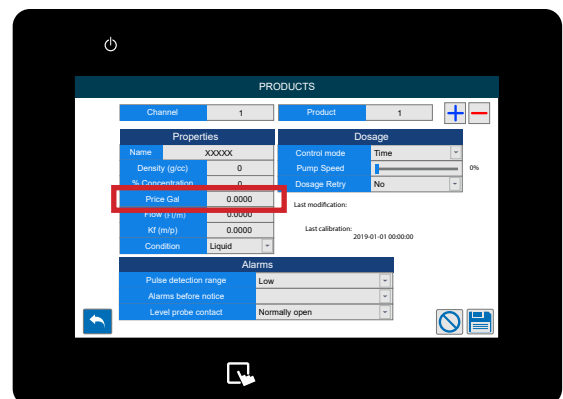 PRODUCTS
Channel 1 Product 1
Properties Dosage
Name XXXXX Control mode Time
Density (g/cc) 0 Pump Speed 0%
% Concentration 0 Dosage Retry No
Price Gal 0.0000 Last modification:
Flow (Fl/m) 0.0000
Kf (m/p) 0.0000 Last calibration:
2019-01-01 00:00:00
Condition Liquid
Alarms
Pulse detection range Low
Alarms before notice
Level probe contact Normally open